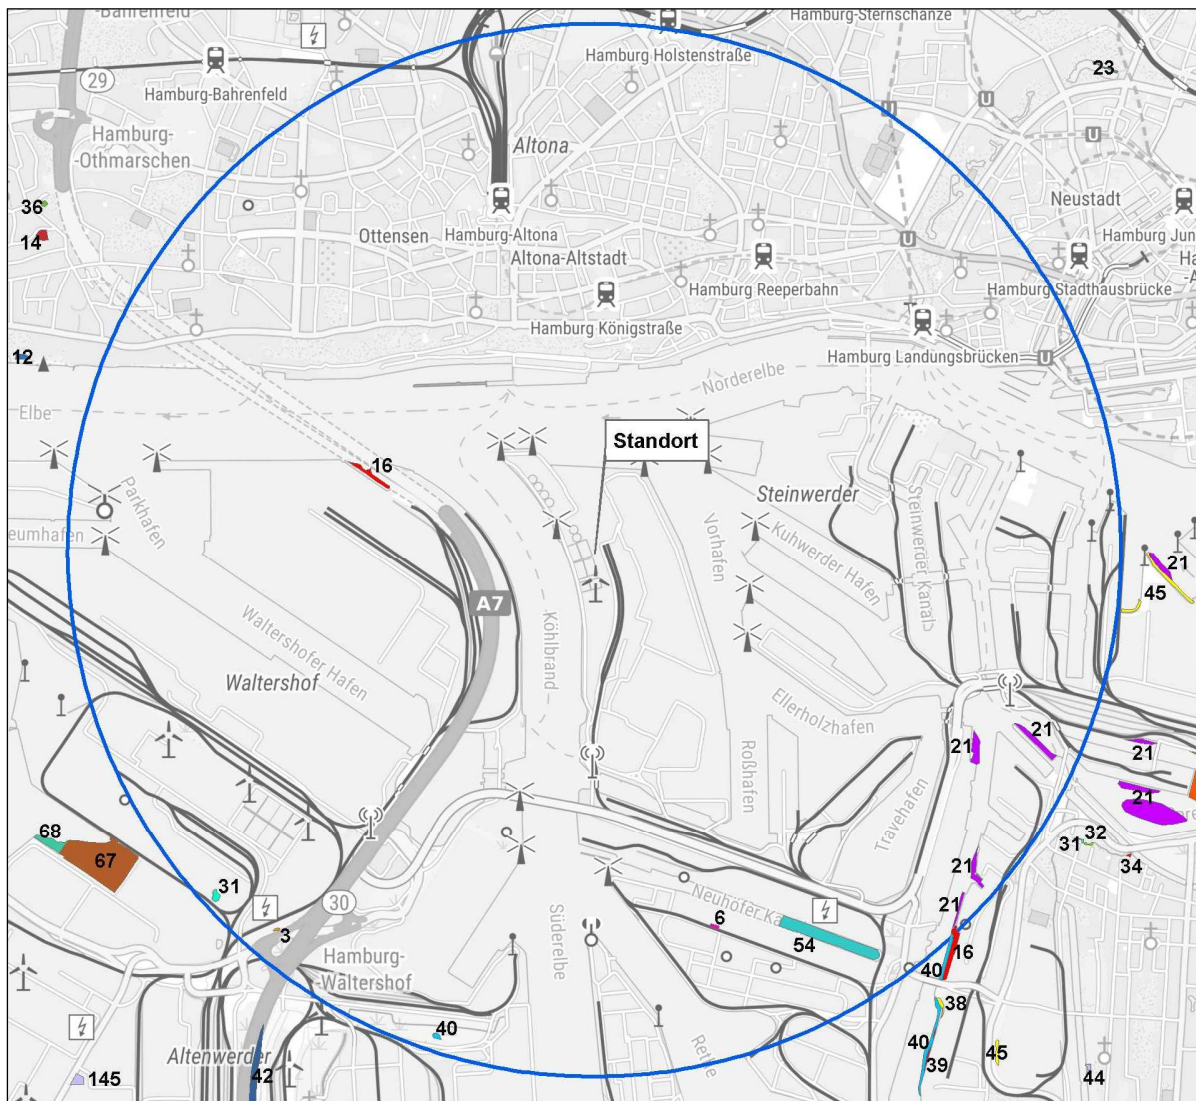 Bahrenfeld
Hamburg-Sternschanze
Hamburg Holstenstraße
23
29
Hamburg-Bahrenfeld
U
U
U
Hamburg-
-Othmarschen
Altona
36
Neustadt
14
Ottensen
Hamburg-Altona
U
Hamburg Jun
Altona-Altstadt
Hamburg Reeperbahn
Hamburg Stadthausbrücke
Hamburg Königstraße
Hamburg Landungsbrücken
U
12
Norderelbe
Elbe
Standort
16
Parkhafen
Steinwerder
Steinwerder Kanal
eumhafen
Vorhafen
Kuhwerder Hafen
21
45
A7
Waltershofer Hafen
Köhlbrand
Waltershof
Ellerholzhafen
21
21
21
Roßhafen
21
Travehafen
68
67
31
32
34
31
21
30
3
Neuhöfer Ka
6
54
21
Süderelbe
16
40
Hamburg-
-Waltershof
38
40
Rette
Altenwerder
40
39
45
42
145
44